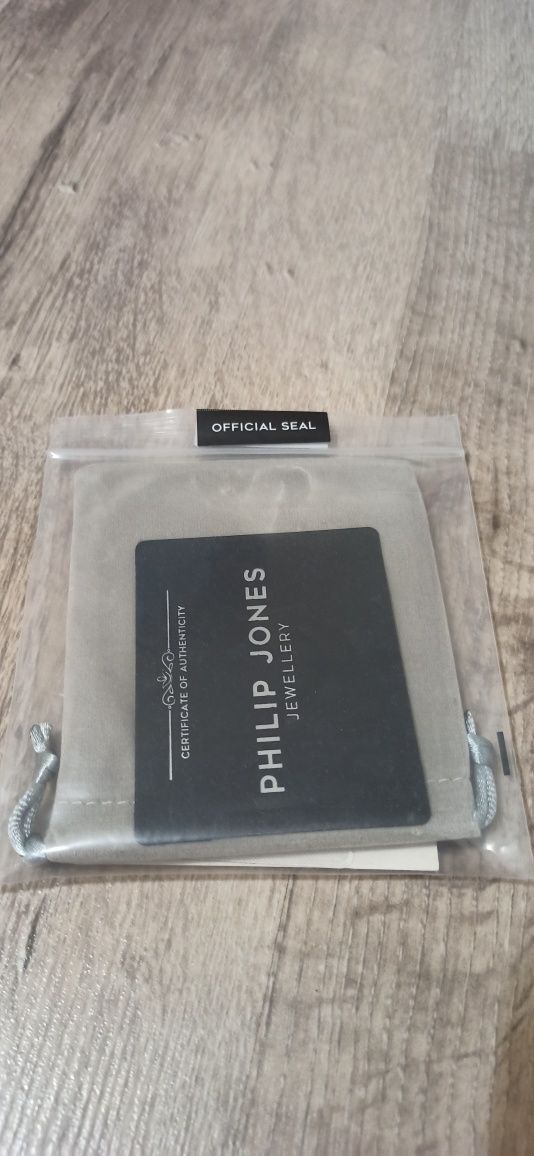 OFFICIAL SEAL
PHILIP JONES
JEWELLERY
CERTIFICATE OF AUTHENTICITY